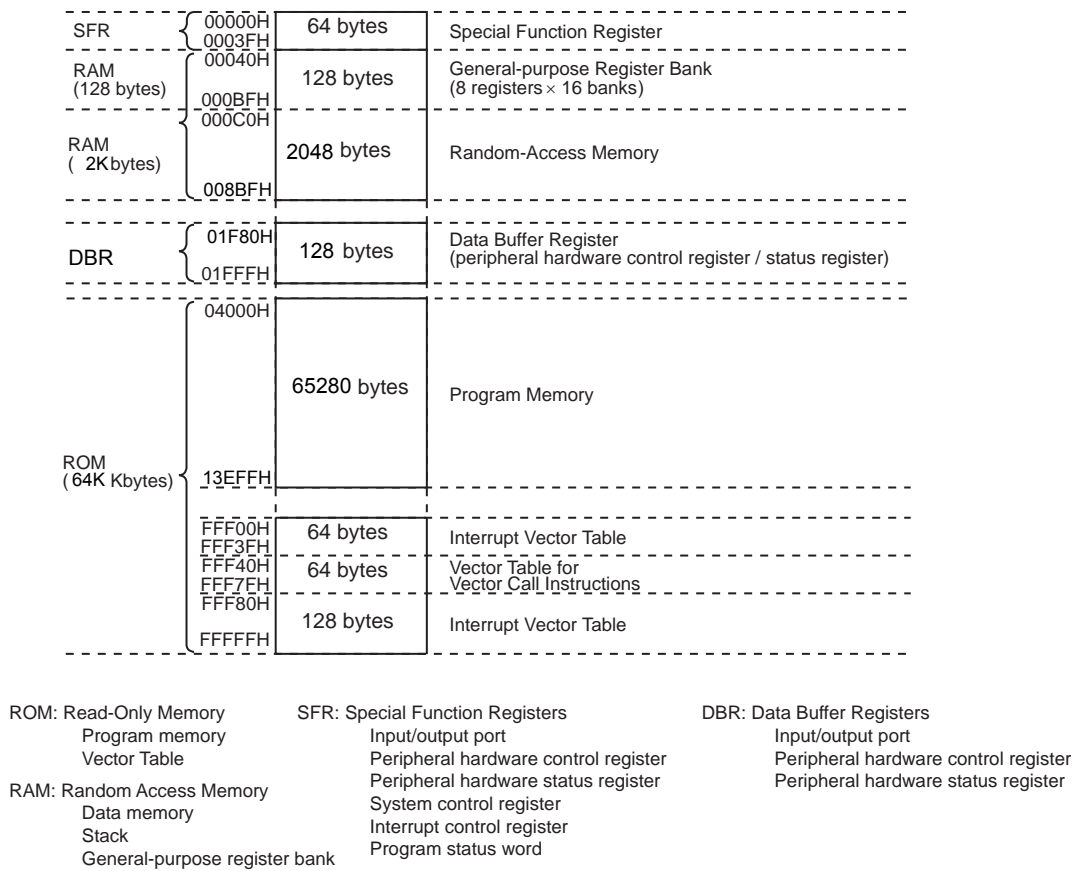 SFR
00000H
0003FH
64 bytes
Special Function Register
RAM
(128 bytes)
00040H
000BFH
128 bytes
General-purpose Register Bank
(8 registers × 16 banks)
RAM
( 2Kbytes)
000C0H
008BFH
2048 bytes
Random-Access Memory
DBR
01F80H
01FFFH
128 bytes
Data Buffer Register
(peripheral hardware control register / status register)
ROM
( 64K Kbytes)
04000H
13EFFH
65280 bytes
Program Memory
FFF00H
FFF3FH
64 bytes
Interrupt Vector Table
FFF40H
FFF7FH
64 bytes
Vector Table for
Vector Call Instructions
FFF80H
FFFFFH
128 bytes
Interrupt Vector Table
ROM: Read-Only Memory
Program memory
Vector Table
RAM: Random Access Memory
Data memory
Stack
General-purpose register bank
SFR: Special Function Registers
Input/output port
Peripheral hardware control register
Peripheral hardware status register
System control register
Interrupt control register
Program status word
DBR: Data Buffer Registers
Input/output port
Peripheral hardware control register
Peripheral hardware status register